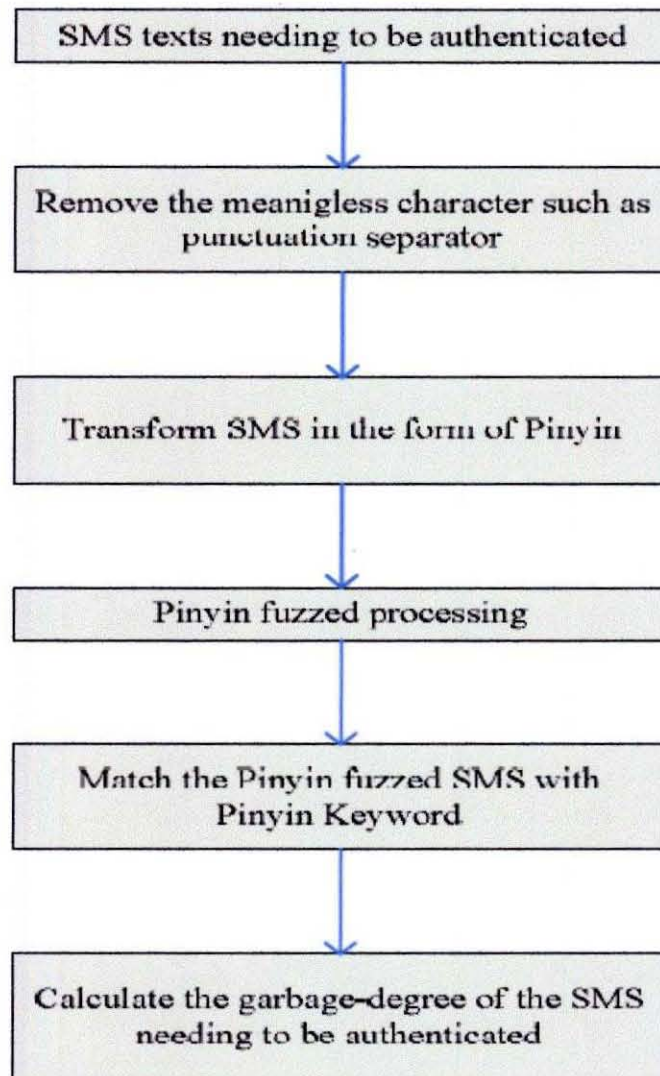 SMS texts needing to be authenticated
Remove the meanigless character such as
punctuation separator
Transform SMS in the form of Pinyin
Pinyin fuzzed processing
Match the Pinyin fuzzed SMS with
Pinyin Keyword
Calculate the garbage-degree of the SMS
needing to be authenticated